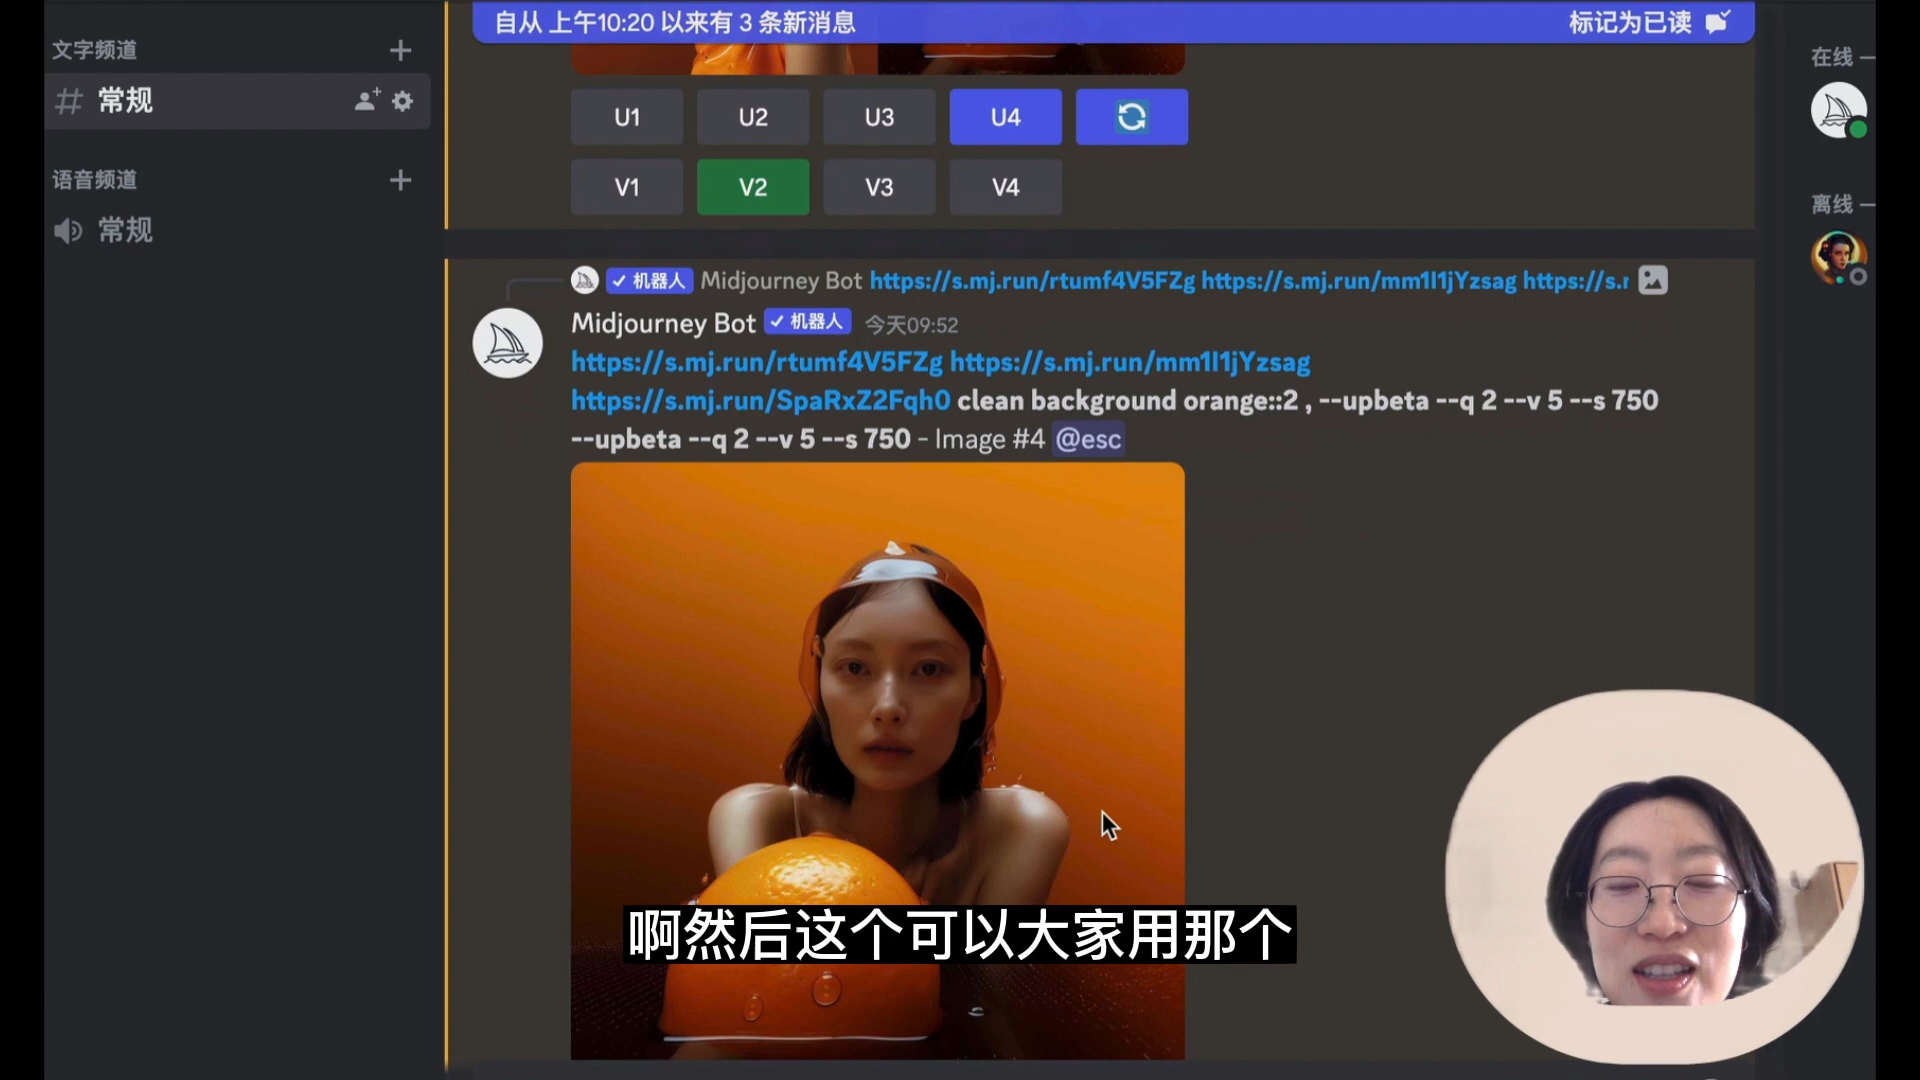 自从 上午10:20 以来有 3 条新消息
标记为已读
文字频道
常规
语音频道
常规
U1 U2 U3 U4
V1 V2 V3 V4
机器人 Midjourney Bot https://s.mj.run/rtumf4V5FZg https://s.mj.run/mm1I1jYzsag https://s.r
Midjourney Bot 机器人 今天09:52
https://s.mj.run/rtumf4V5FZg https://s.mj.run/mm1I1jYzsag
https://s.mj.run/SpaRxZ2Fqh0 clean background orange::2 , --upbeta --q 2 --v 5 --s 750
--upbeta --q 2 --v 5 --s 750 - Image #4 @esc
啊然后这个可以大家用那个
在线 —
离线 —